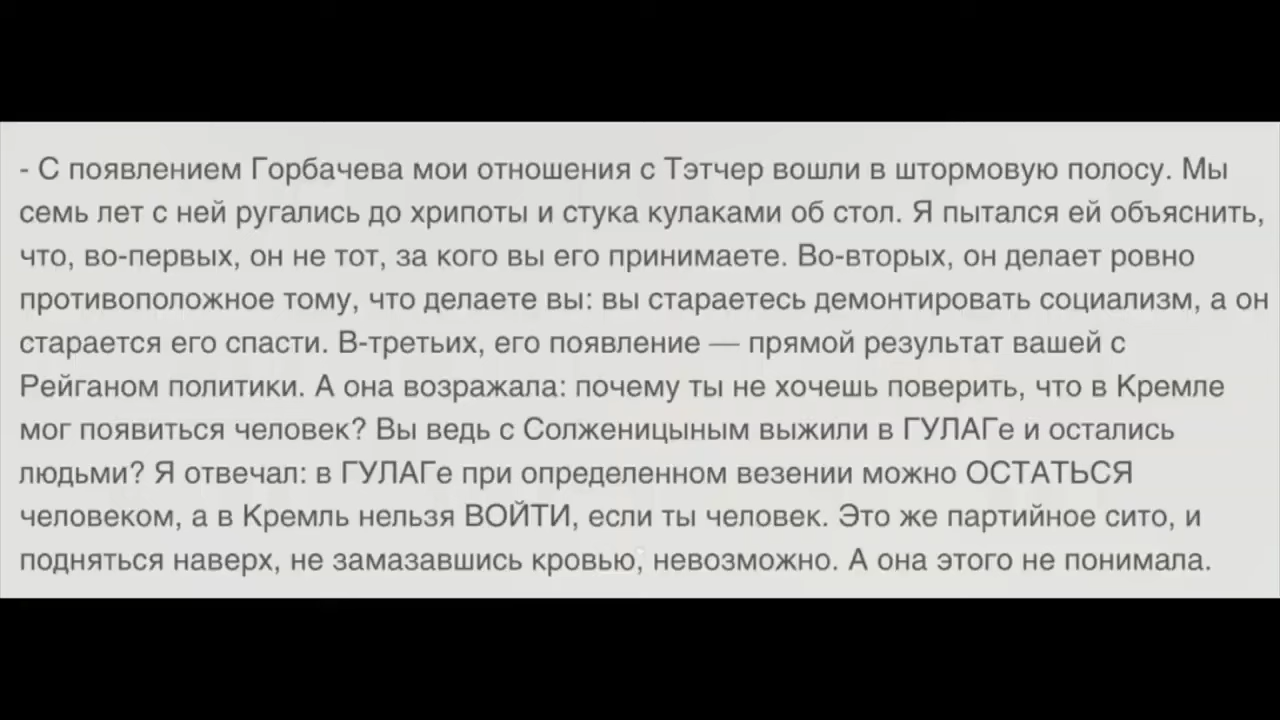 - С появлением Горбачева мои отношения с Тэтчер вошли в штормовую полосу. Мы
семь лет с ней ругались до хрипоты и стука кулаками об стол. Я пытался ей объяснить,
что, во-первых, он не тот, за кого вы его принимаете. Во-вторых, он делает ровно
противоположное тому, что делаете вы: вы стараетесь демонтировать социализм, а он
старается его спасти. В-третьих, его появление — прямой результат вашей с
Рейганом политики. А она возражала: почему ты не хочешь поверить, что в Кремле
мог появиться человек? Вы ведь с Солженицыным выжили в ГУЛАГе и остались
людьми? Я отвечал: в ГУЛАГе при определенном везении можно ОСТАТЬСЯ
человеком, а в Кремль нельзя ВОЙТИ, если ты человек. Это же партийное сито, и
подняться наверх, не замазавшись кровью, невозможно. А она этого не понимала.